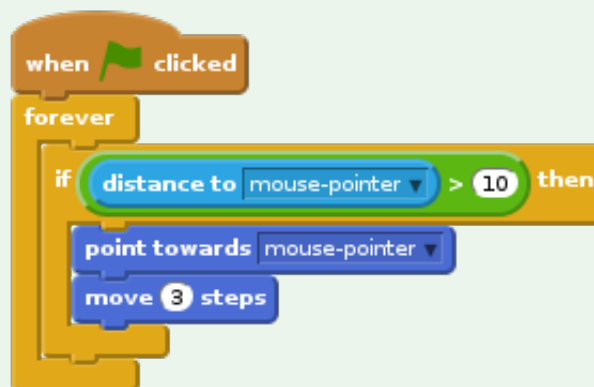 when clicked
forever
if distance to mouse-pointer > 10 then
point towards mouse-pointer
move 3 steps